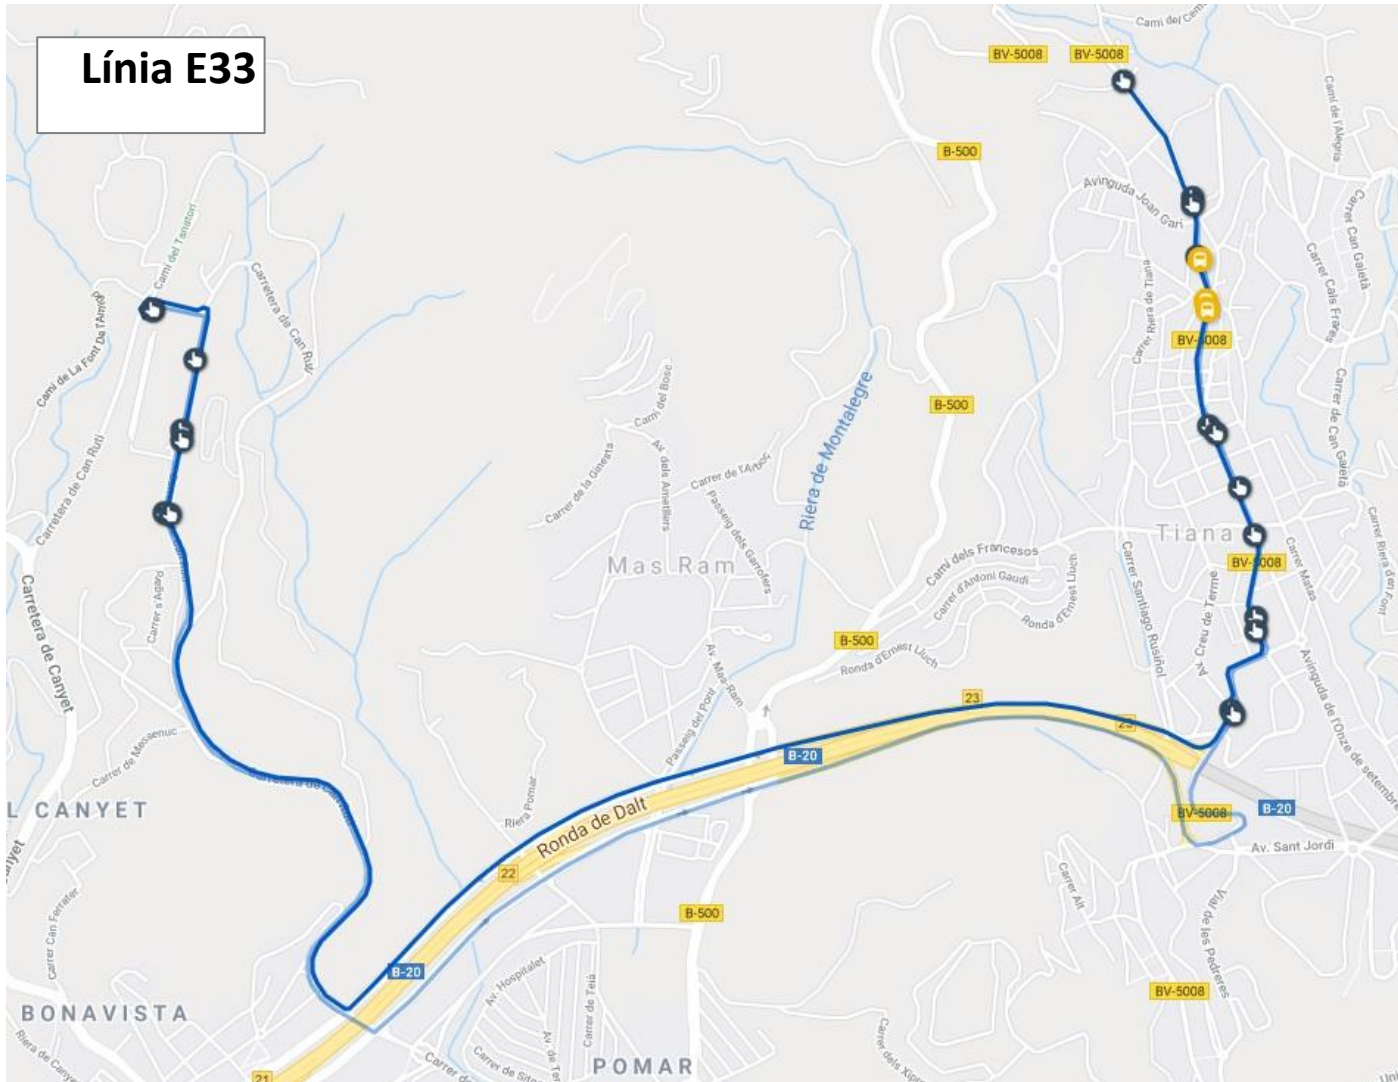 Línia E33
Camí del Cem
BV-5008
BV-5008
B-500
Camí de l'Alegria
Avinguda Joan Gari
Carrer Can Gaietà
Camí del Tanatori
Carretera de Can Ruti
Camí de La Font De l'Amigó
Carrer Riera de Tiana
Carrer Cals Frares
BV-5008
B-500
Camí del Bosc
Riera de Montalegre
Carrer de Can Gaietà
Carretera de Can Ruti
Carrer de la Ginesta
Av. dels Ametllers
Carrer de l'Arboç
Passeig dels Garrofers
Mas Ram
Tiana
Camí dels Francesos
Carrer d'Antoni Gaudí
Ronda d'Ernest Lluch
Carrer Santiago Rusiñol
Av. Creu de Terme
BV-5008
Carrer Matas
Carrer Riera d'en Font
Carretera de Canyet
Carrer s'Agaró
B-500
Ronda d'Ernest Lluch
Av. Mas-Ram
Passeig del Pont
Avinguda de l'Onze de setembre
23
23
B-20
Carrer de Messenuc
L CANYET
Riera Pomar
Ronda de Dalt
BV-5008
B-20
Av. Sant Jordi
anyet
22
Carrer Can Ferrater
Carrer Alt
Vial de les Pedreres
B-500
B-20
Av. Hospitalet
Carrer de Teià
BV-5008
BONAVISTA
Riera de Canyet
21
POMAR